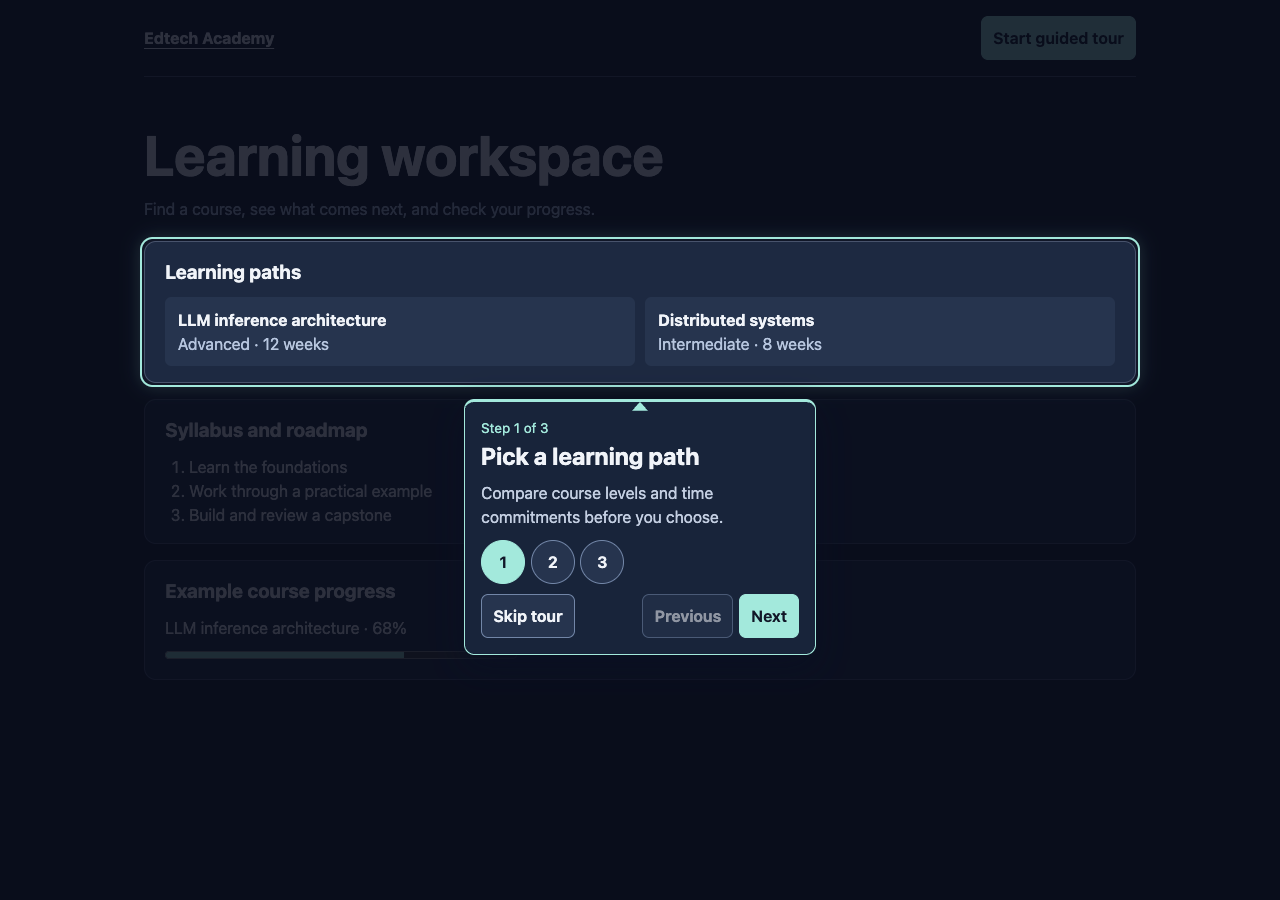 Edtech Academy
Start guided tour
Learning workspace
Find a course, see what comes next, and check your progress.
Learning paths
LLM inference architecture
Advanced · 12 weeks
Distributed systems
Intermediate · 8 weeks
Syllabus and roadmap
1. Learn the foundations
2. Work through a practical example
3. Build and review a capstone
Example course progress
LLM inference architecture · 68%
Step 1 of 3
Pick a learning path
Compare course levels and time
commitments before you choose.
1 2 3
Skip tour Previous Next